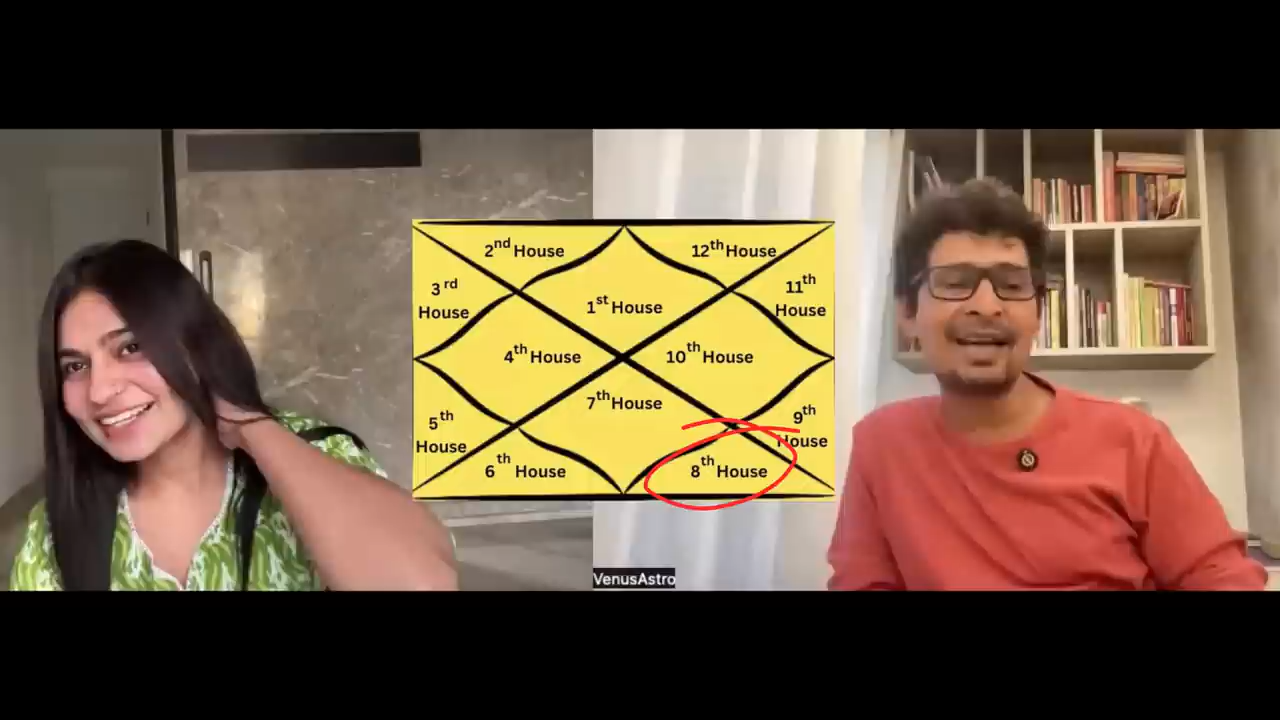 2nd House
12th House
3rd
House
11th
House
1st House
4th House
10th House
7th House
5th
House
9th
House
6th House
8th House
VenusAstro